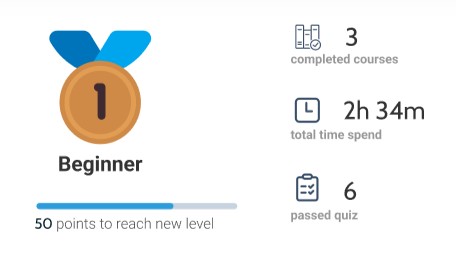 1
Beginner
50 points to reach new level
3
completed courses
2h 34m
total time spend
6
passed quiz